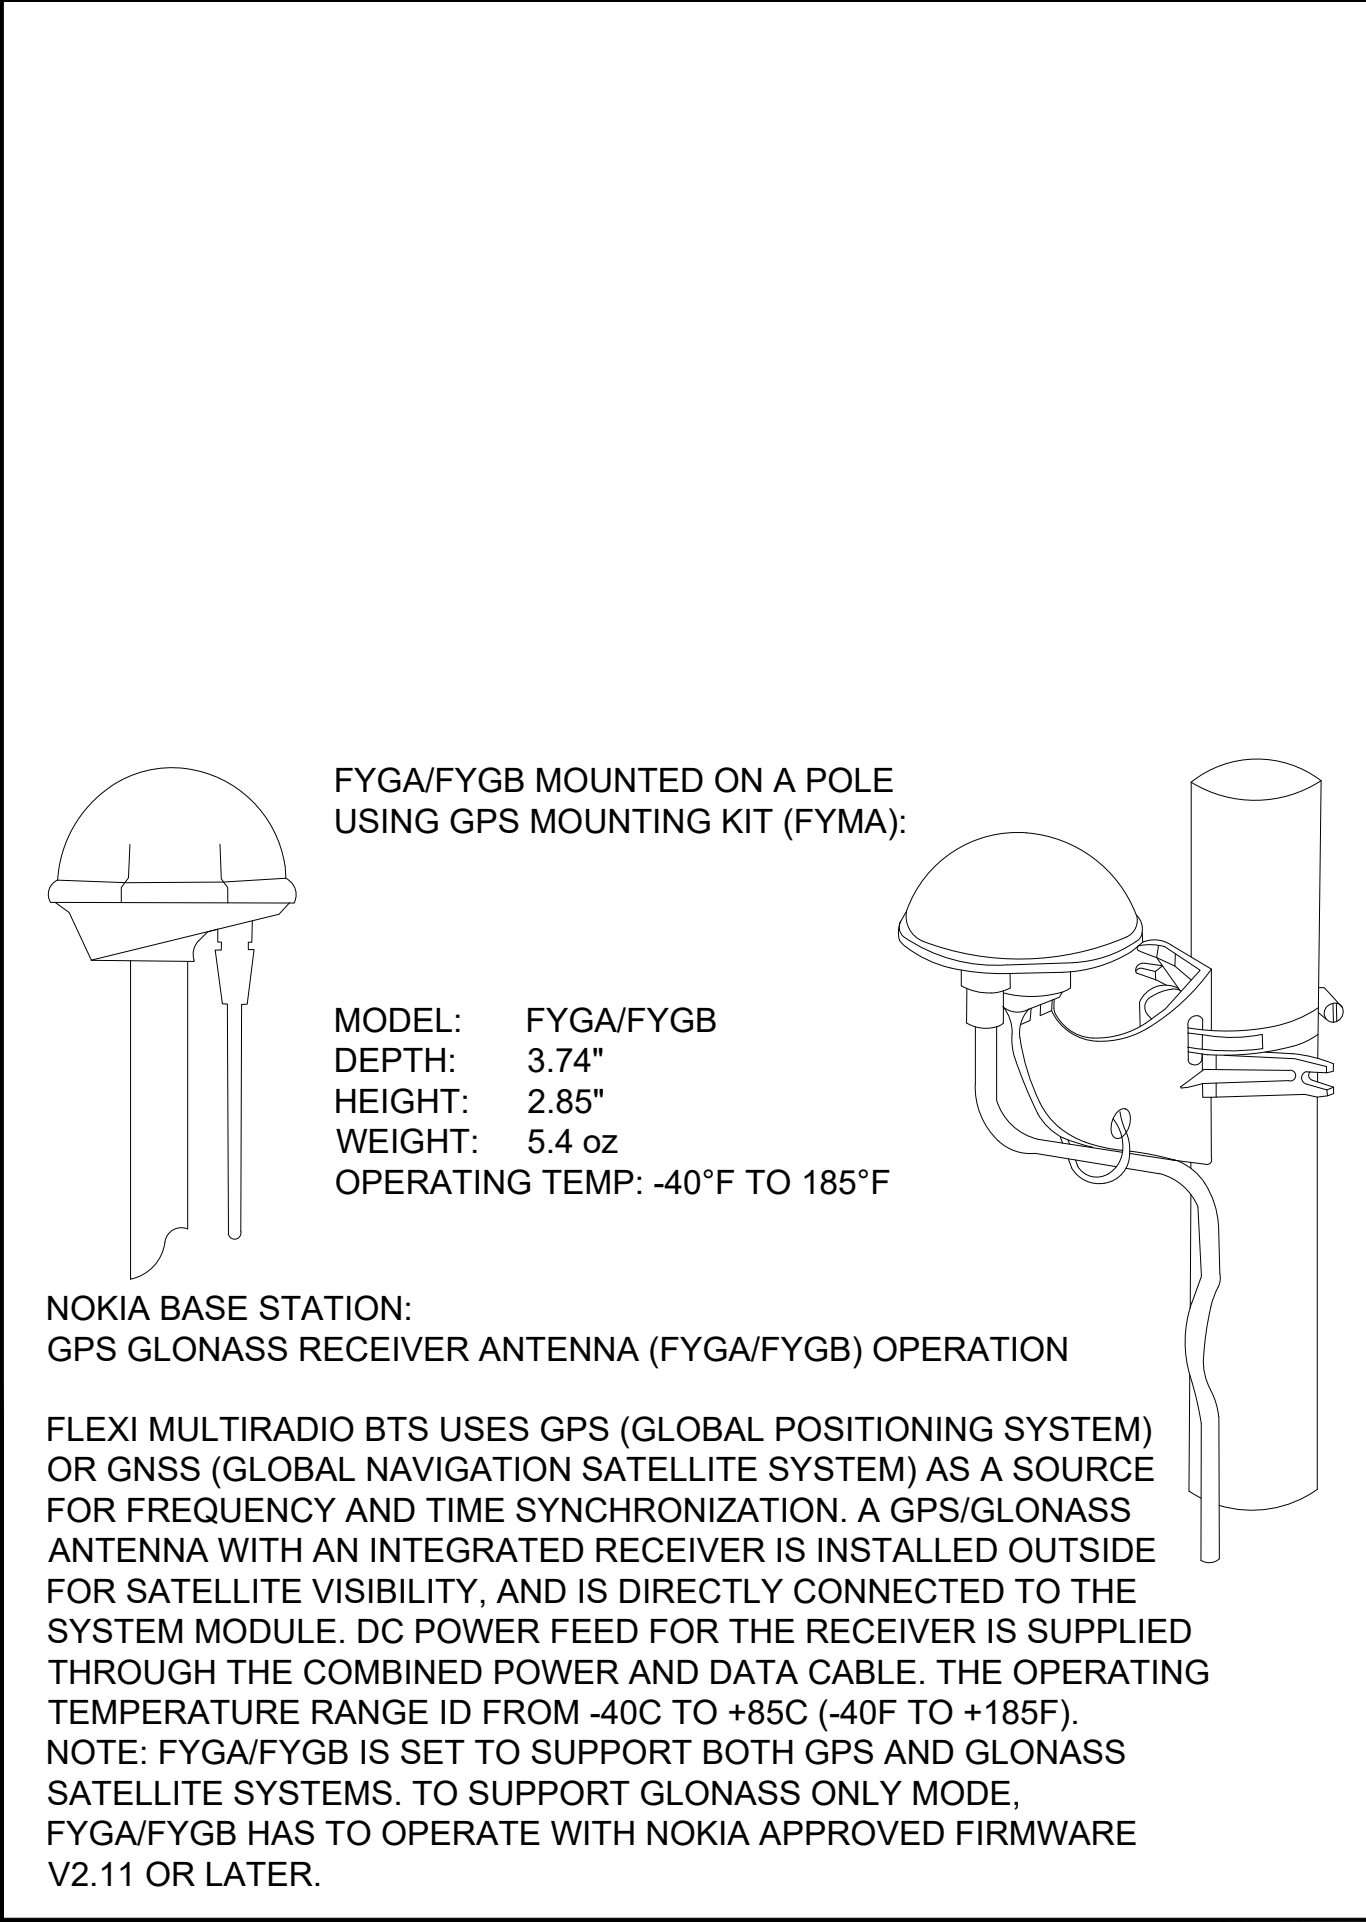 FYGA/FYGB MOUNTED ON A POLE
USING GPS MOUNTING KIT (FYMA):
MODEL: FYGA/FYGB
DEPTH: 3.74"
HEIGHT: 2.85"
WEIGHT: 5.4 oz
OPERATING TEMP: -40°F TO 185°F
NOKIA BASE STATION:
GPS GLONASS RECEIVER ANTENNA (FYGA/FYGB) OPERATION
FLEXI MULTIRADIO BTS USES GPS (GLOBAL POSITIONING SYSTEM)
OR GNSS (GLOBAL NAVIGATION SATELLITE SYSTEM) AS A SOURCE
FOR FREQUENCY AND TIME SYNCHRONIZATION. A GPS/GLONASS
ANTENNA WITH AN INTEGRATED RECEIVER IS INSTALLED OUTSIDE
FOR SATELLITE VISIBILITY, AND IS DIRECTLY CONNECTED TO THE
SYSTEM MODULE. DC POWER FEED FOR THE RECEIVER IS SUPPLIED
THROUGH THE COMBINED POWER AND DATA CABLE. THE OPERATING
TEMPERATURE RANGE ID FROM -40C TO +85C (-40F TO +185F).
NOTE: FYGA/FYGB IS SET TO SUPPORT BOTH GPS AND GLONASS
SATELLITE SYSTEMS. TO SUPPORT GLONASS ONLY MODE,
FYGA/FYGB HAS TO OPERATE WITH NOKIA APPROVED FIRMWARE
V2.11 OR LATER.